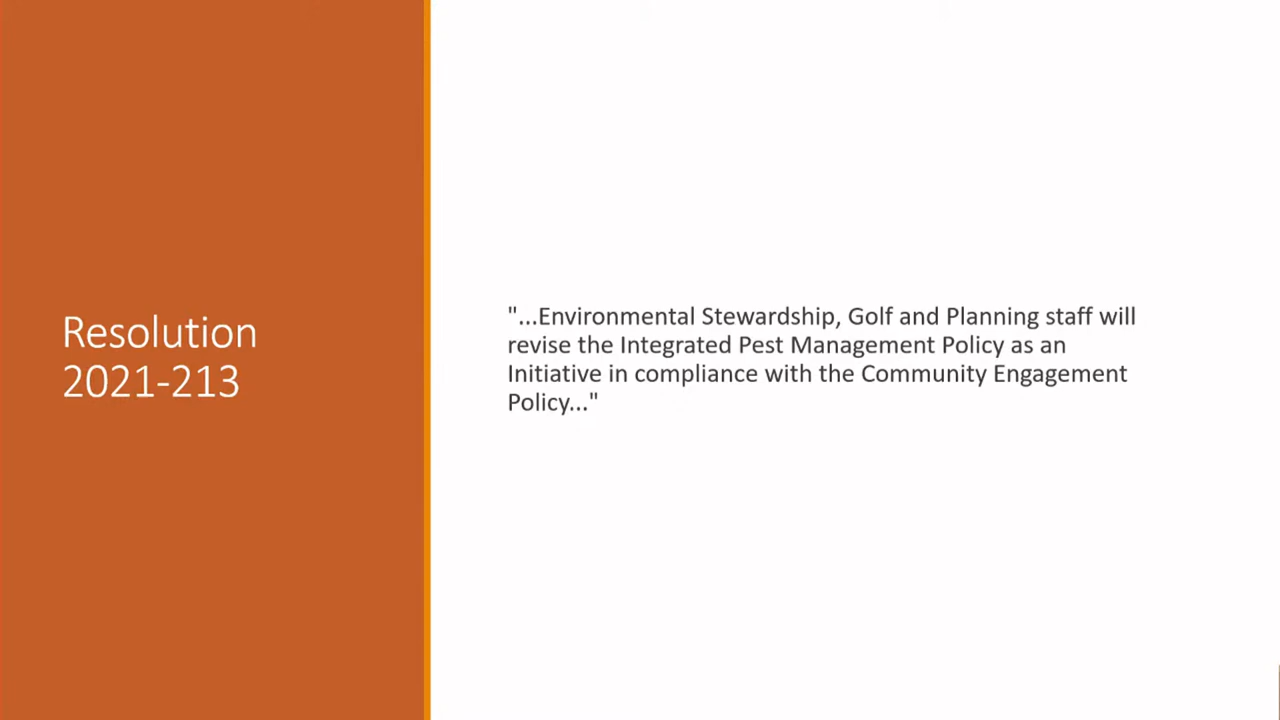 Resolution
2021-213
"...Environmental Stewardship, Golf and Planning staff will
revise the Integrated Pest Management Policy as an
Initiative in compliance with the Community Engagement
Policy..."